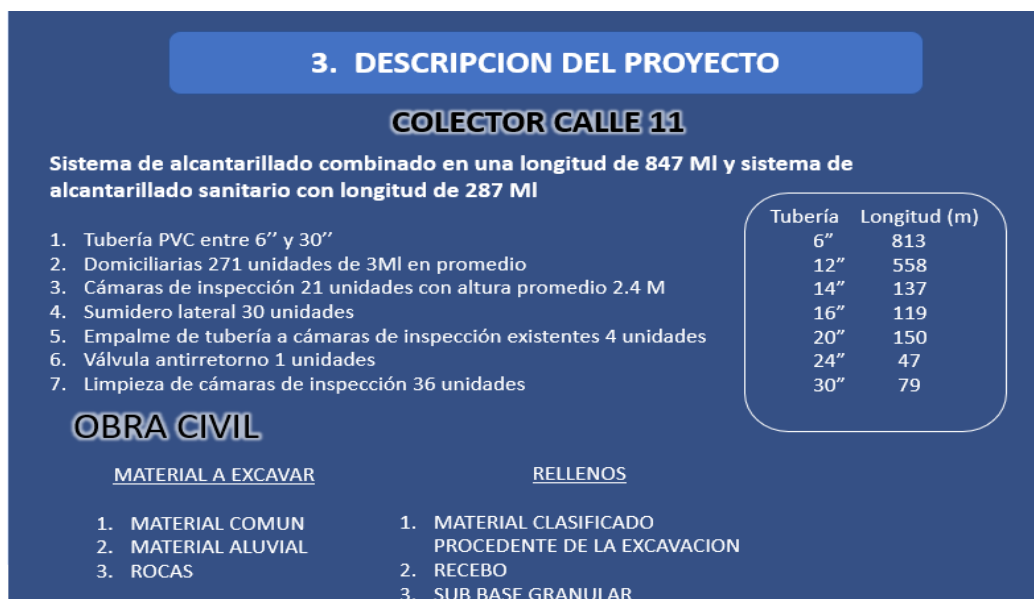 3. DESCRIPCION DEL PROYECTO
COLECTOR CALLE 11
Sistema de alcantarillado combinado en una longitud de 847 Ml y sistema de
alcantarillado sanitario con longitud de 287 Ml
1. Tubería PVC entre 6’’ y 30’’
2. Domiciliarias 271 unidades de 3Ml en promedio
3. Cámaras de inspección 21 unidades con altura promedio 2.4 M
4. Sumidero lateral 30 unidades
5. Empalme de tubería a cámaras de inspección existentes 4 unidades
6. Válvula antirretorno 1 unidades
7. Limpieza de cámaras de inspección 36 unidades
Tubería Longitud (m)
6” 813
12” 558
14” 137
16” 119
20” 150
24” 47
30” 79
OBRA CIVIL
MATERIAL A EXCAVAR
1. MATERIAL COMUN
2. MATERIAL ALUVIAL
3. ROCAS
RELLENOS
1. MATERIAL CLASIFICADO
PROCEDENTE DE LA EXCAVACION
2. RECEBO
3. SUB BASE GRANULAR